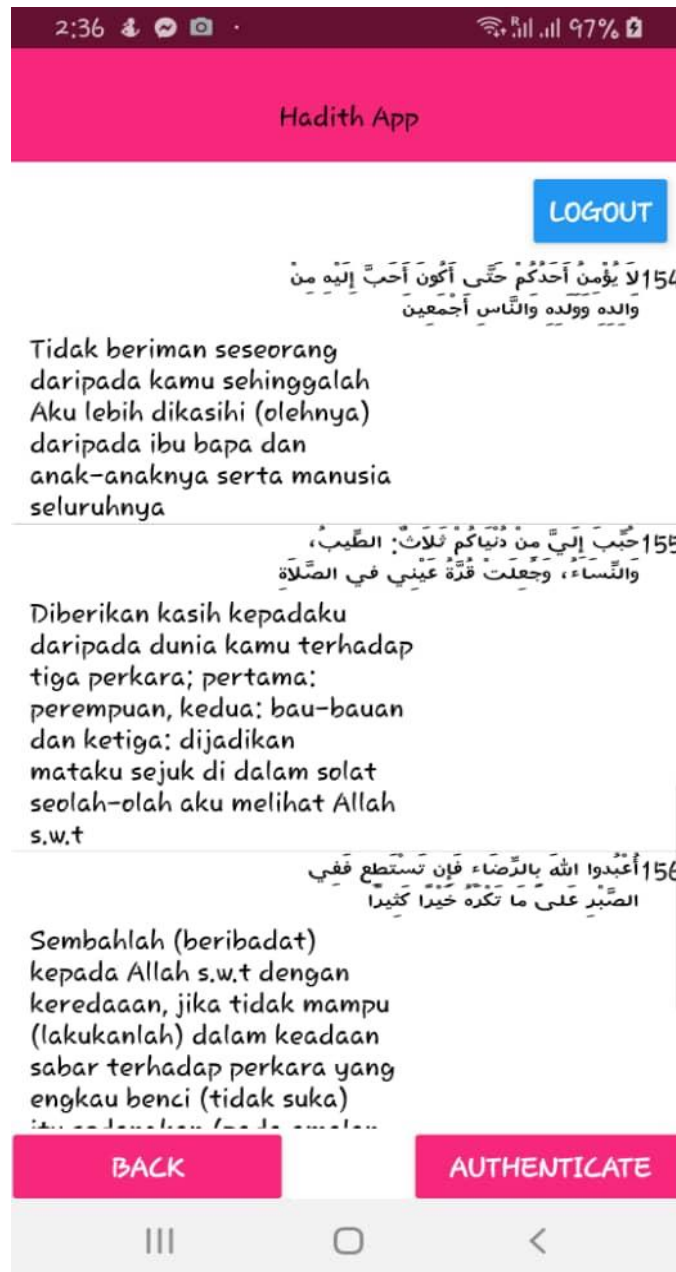 2:36 97%
Hadith App
LOGOUT
154 لَا يُؤْمِنُ أَحَدُكُمْ حَتَّى أَكُونَ أَحَبَّ إِلَيْهِ مِنْ
وَالِدِهِ وَوَلَدِهِ وَالنَّاسِ أَجْمَعِينَ
Tidak beriman seseorang
daripada kamu sehinggalah
Aku lebih dikasihi (olehnya)
daripada ibu bapa dan
anak-anaknya serta manusia
seluruhnya
155 حُبِّبَ إِلَيَّ مِنْ دُنْيَاكُمْ ثَلَاثٌ: الطِّيبُ،
وَالنِّسَاءُ، وَجُعِلَتْ قُرَّةُ عَيْنِي فِي الصَّلَاةِ
Diberikan kasih kepadaku
daripada dunia kamu terhadap
tiga perkara; pertama:
perempuan, kedua: bau-bauan
dan ketiga: dijadikan
mataku sejuk di dalam solat
seolah-olah aku melihat Allah
s.w.t
156 أُعْبُدوا اللهَ بِالرِّضَاء فَإِن تَسْتَطِع فَفِي
الصَّبْرِ عَلَى مَا تَكْرَهُ خَيْرًا كَثِيرًا
Sembahlah (beribadat)
kepada Allah s.w.t dengan
keredaaan, jika tidak mampu
(lakukanlah) dalam keadaan
sabar terhadap perkara yang
engkau benci (tidak suka)
BACK AUTHENTICATE